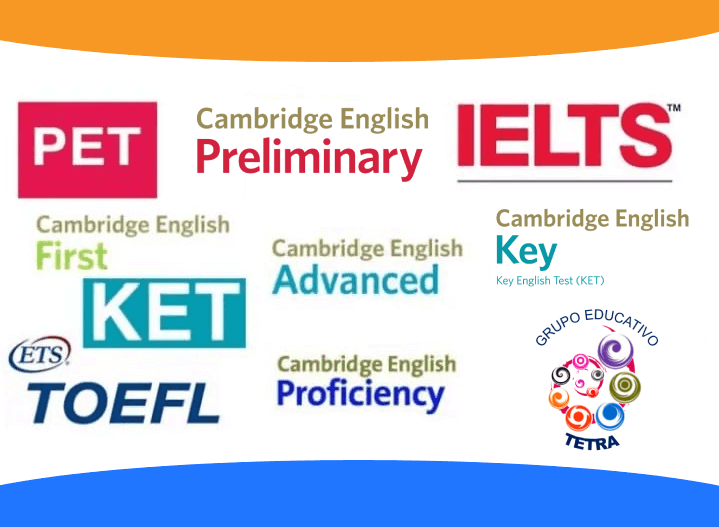 PET
Cambridge English
Preliminary
IELTS™
Cambridge English
First
KET
Cambridge English
Advanced
Cambridge English
Key
Key English Test (KET)
ETS®
TOEFL
Cambridge English
Proficiency
GRUPO EDUCATIVO
TETRA